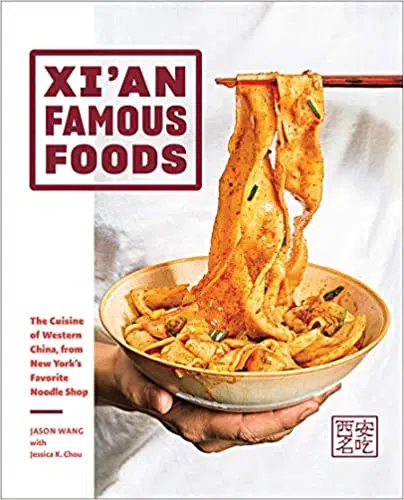 XI'AN
FAMOUS
FOODS
The Cuisine
of Western
China, from
New York's
Favorite
Noodle Shop
JASON WANG
with
Jessica K. Chou
西安
名吃